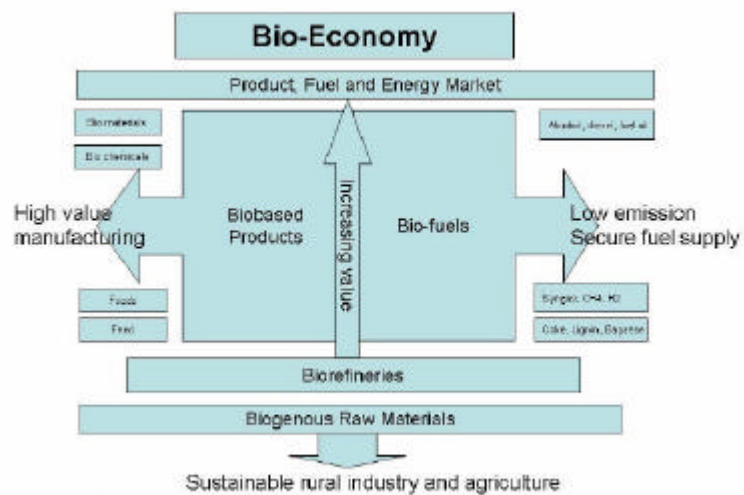 Bio-Economy
Product, Fuel and Energy Market
Biomaterials
Alcohol, diesel, fuel oil
Bio chemicals
Increasing value
High value
manufacturing
Biobased
Products
Bio-fuels
Low emission
Secure fuel supply
Foods
Syngas, CH4, H2
Feed
Coke, Lignin, Bagasse
Biorefineries
Biogenous Raw Materials
Sustainable rural industry and agriculture